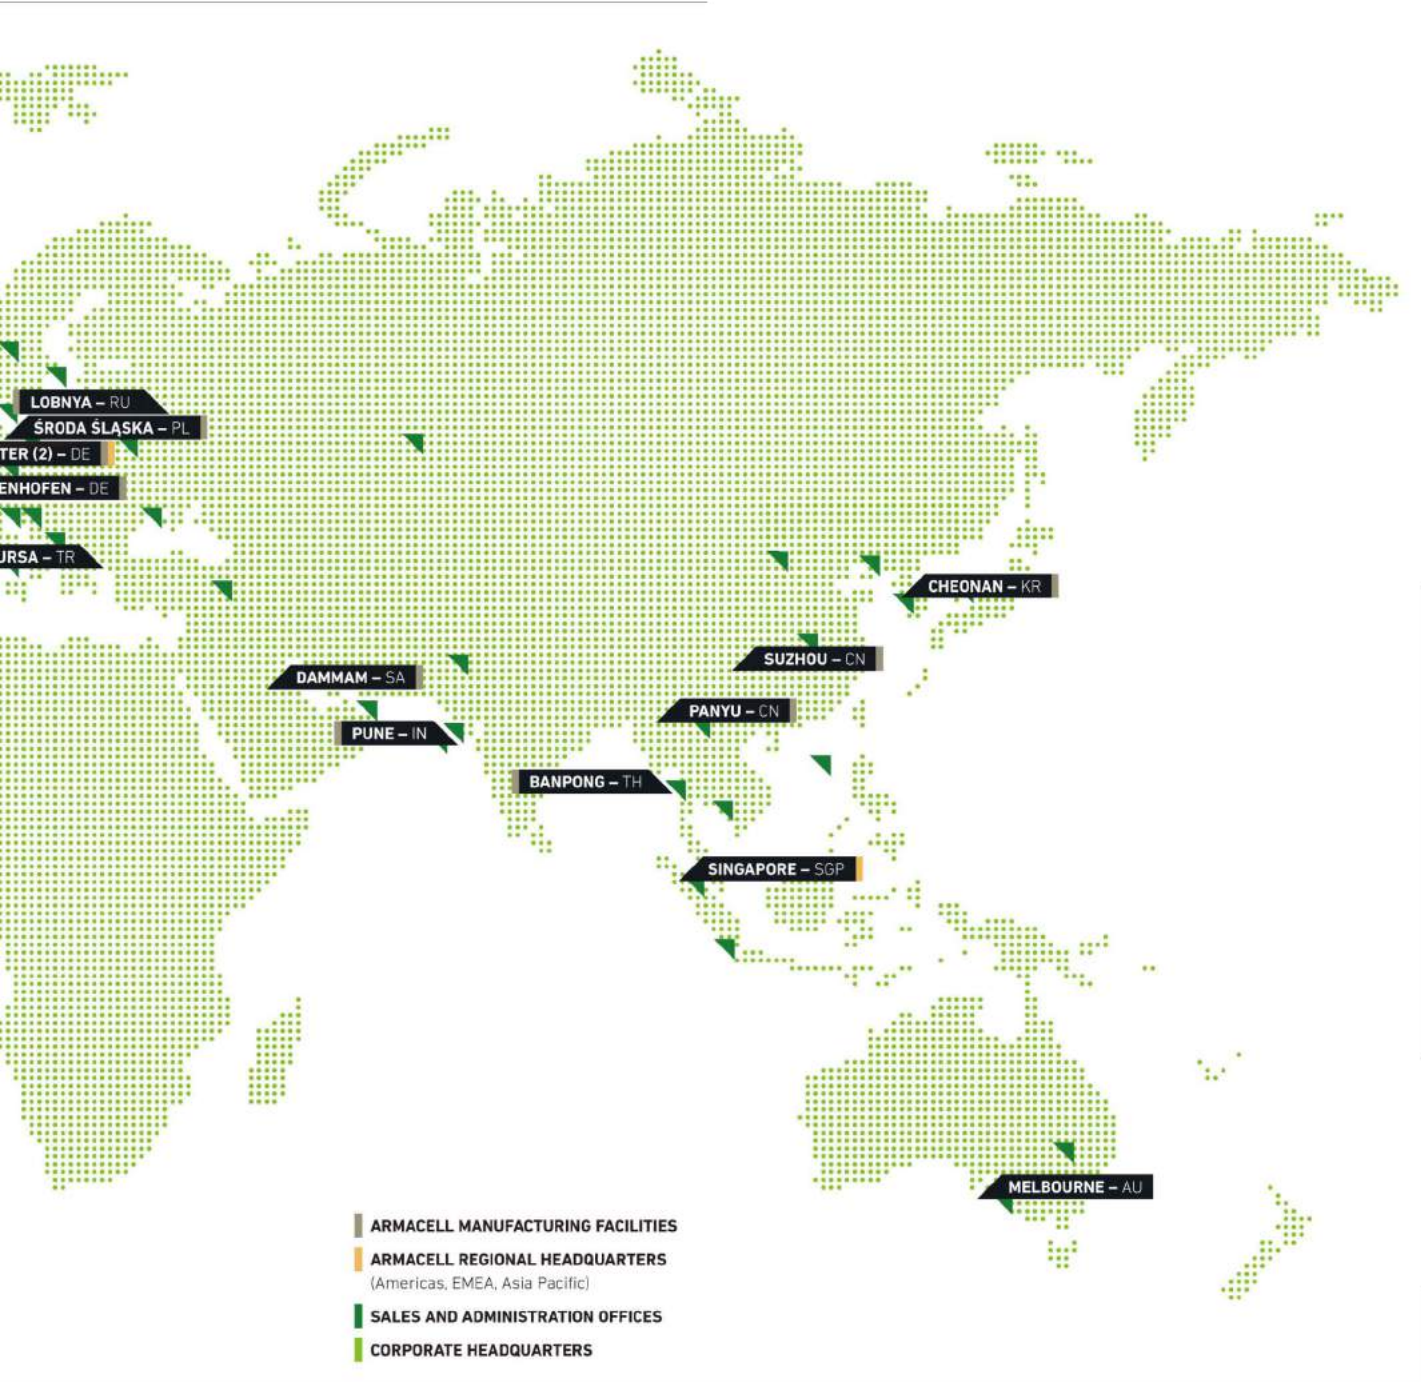 LOBNYA – RU
ŚRODA ŚLĄSKA – PL
TER (2) – DE
ENHOFEN – DE
URSA – TR
CHEONAN – KR
SUZHOU – CN
DAMMAM – SA
PANYU – CN
PUNE – IN
BANPONG – TH
SINGAPORE – SGP
MELBOURNE – AU
ARMACELL MANUFACTURING FACILITIES
ARMACELL REGIONAL HEADQUARTERS
(Americas, EMEA, Asia Pacific)
SALES AND ADMINISTRATION OFFICES
CORPORATE HEADQUARTERS